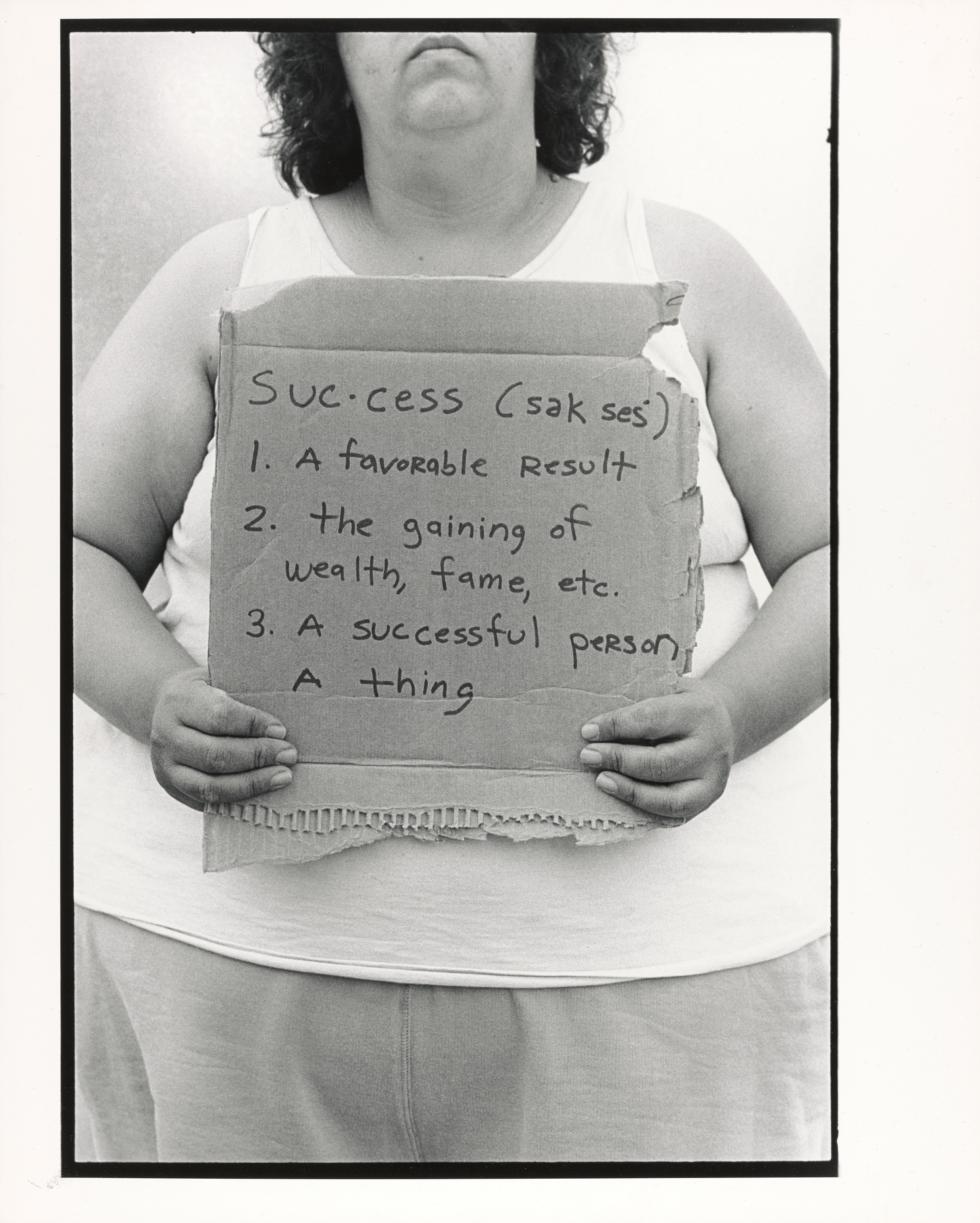 Suc·cess (sak ses')
1. A favorable Result
2. the gaining of
wealth, fame, etc.
3. A successful person,
A thing